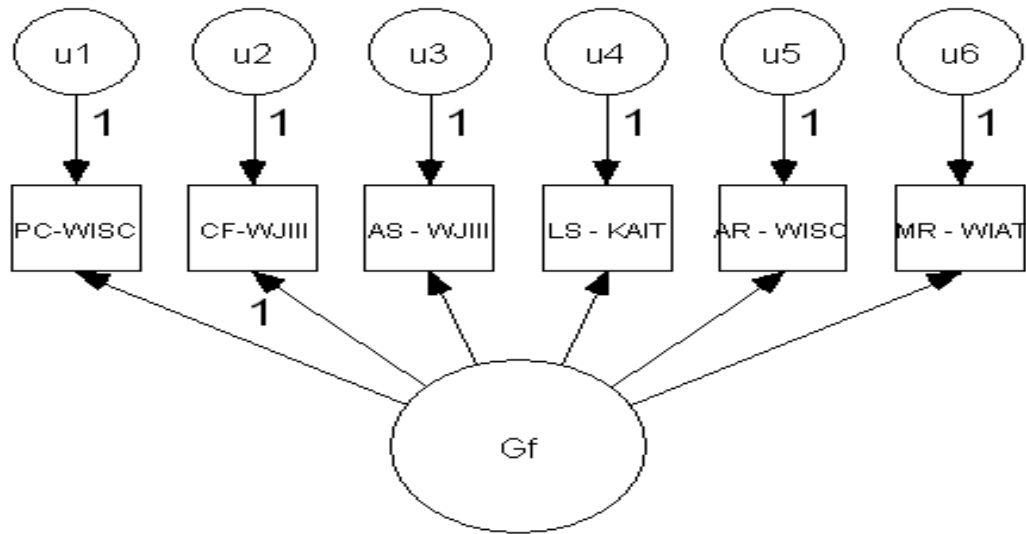 u1 u2 u3 u4 u5 u6
1 1 1 1 1 1
PC-WISC CF-WJIII AS - WJIII LS - KAIT AR - WISC MR - WIAT
1
Gf